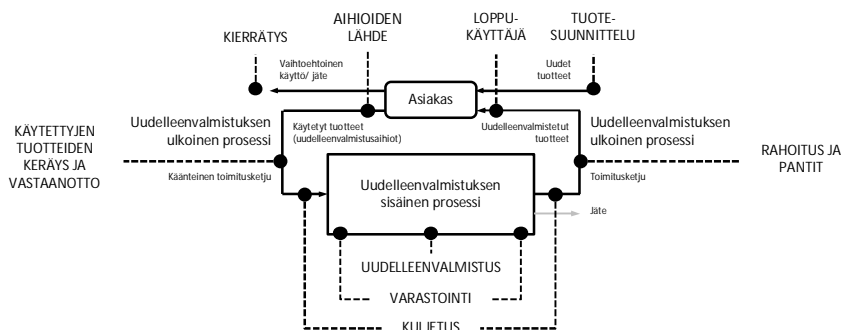 KIERRÄTYS
AIHIOIDEN
LÄHDE
LOPPU-
KÄYTTÄJÄ
TUOTE-
SUUNNITTELU
Vaihtoehtoinen
käyttö/ jäte
Asiakas
Uudet
tuotteet
KÄYTETTYJEN
TUOTTEIDEN
KERÄYS JA
VASTAANOTTO
Uudelleenvalmistuksen
ulkoinen prosessi
Käytetyt tuotteet
(uudelleenvalmistusaihiot)
Uudelleenvalmistetut
tuotteet
Uudelleenvalmistuksen
ulkoinen prosessi
RAHOITUS JA
PANTIT
Käänteinen toimitusketju
Toimitusketju
Uudelleenvalmistuksen
sisäinen prosessi
Jäte
UUDELLEENVALMISTUS
VARASTOINTI
KULJETUS